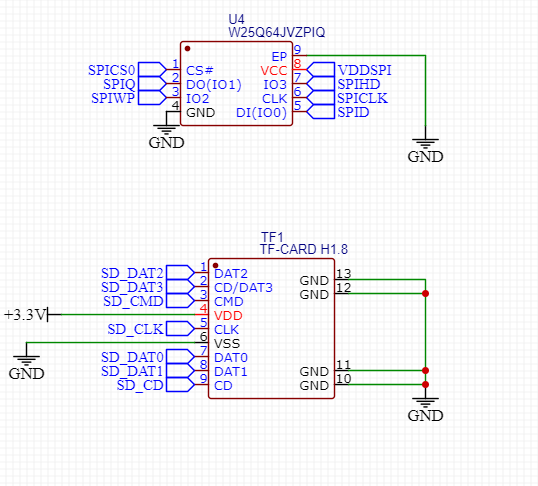 U4
W25Q64JVZPIQ
EP 9
SPICS0 1 CS# VCC 8 VDDSPI
SPIQ 2 DO(IO1) IO3 7 SPIHD
SPIWP 3 IO2 CLK 6 SPICLK
4 GND DI(IO0) 5 SPID
GND
GND
TF1
TF-CARD H1.8
SD_DAT2 1 DAT2 GND 13
SD_DAT3 2 CD/DAT3 GND 12
SD_CMD 3 CMD
+3.3V 4 VDD
SD_CLK 5 CLK
6 VSS
SD_DAT0 7 DAT0
GND
SD_DAT1 8 DAT1 GND 11
SD_CD 9 CD GND 10
GND